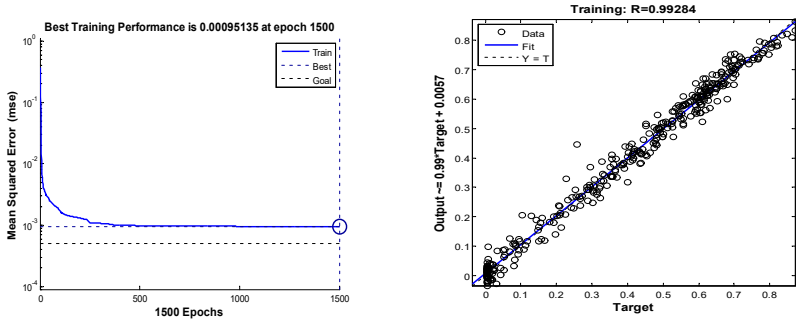 Best Training Performance is 0.00095135 at epoch 1500
10^0
10^-1
10^-2
10^-3
10^-4
Mean Squared Error (mse)
Train
Best
Goal
0
500
1000
1500
1500 Epochs
Training: R=0.99284
Output ~= 0.99*Target + 0.0057
0.8
0.7
0.6
0.5
0.4
0.3
0.2
0.1
0
Data
Fit
Y = T
0 0.1 0.2 0.3 0.4 0.5 0.6 0.7 0.8
Target